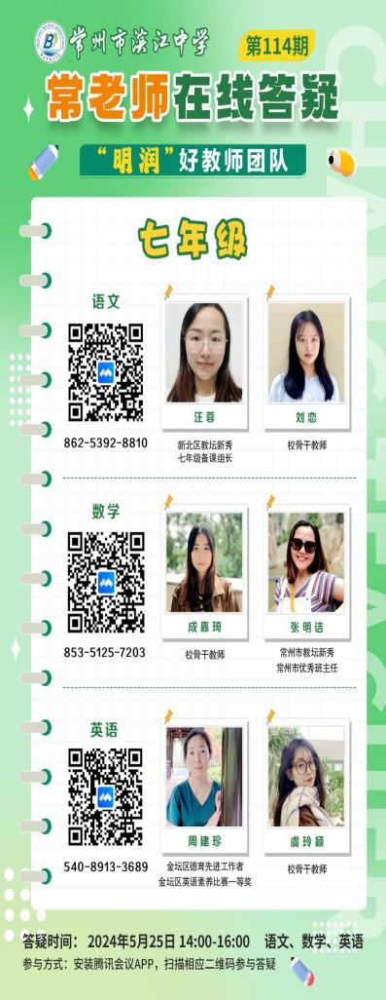 常州市滨江中学
第114期
常老师在线答疑
“明润”好教师团队
七年级
语文
862-5392-8810
汪蓉
新北区教坛新秀
七年级备课组长
刘恋
校骨干教师
数学
853-5125-7203
成嘉琦
校骨干教师
张明洁
常州市教坛新秀
常州市优秀班主任
英语
540-8913-3689
周建珍
金坛区德育先进工作者
金坛区英语素养比赛一等奖
虞玲颖
校骨干教师
答疑时间： 2024年5月25日 14:00-16:00 语文、数学、英语
参与方式：安装腾讯会议APP，扫描相应二维码参与答疑
CHANG TEACHER